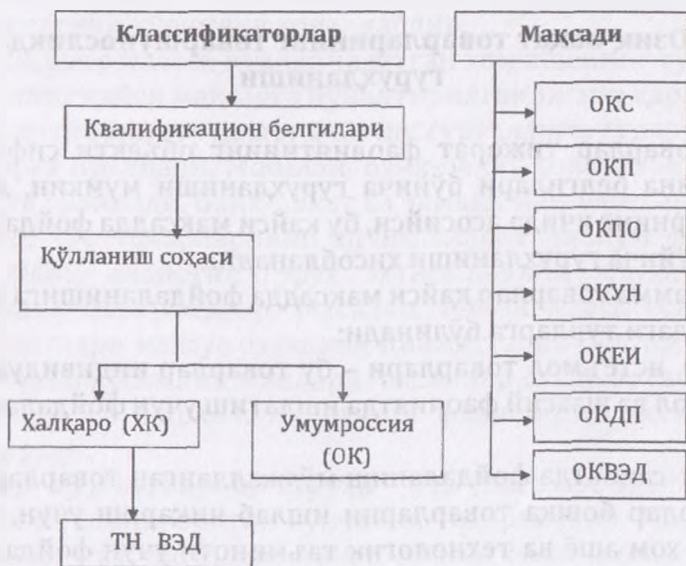 Классификаторлар
Квалификацион белгилари
Қўлланиш соҳаси
Халқаро (ХК)
Умумроссия
(ОК)
ТН ВЭД
Мақсади
ОКС
ОКП
ОКПО
ОКУН
ОКЕИ
ОКДП
ОКВЭД